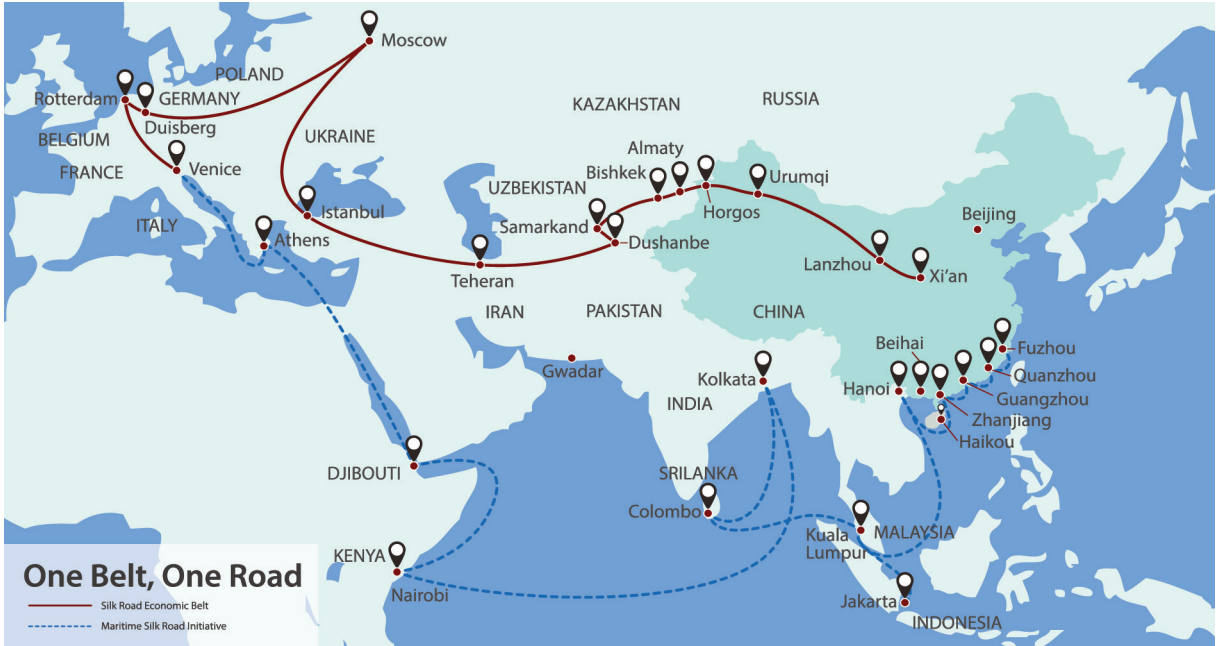 Moscow
POLAND
Rotterdam
GERMANY
Duisberg
BELGIUM
FRANCE
Venice
UKRAINE
KAZAKHSTAN
RUSSIA
Almaty
Bishkek
UZBEKISTAN
Urumqi
Horgos
Samarkand
Dushanbe
Beijing
ITALY
Istanbul
Athens
Teheran
Lanzhou
Xi'an
IRAN
PAKISTAN
CHINA
Gwadar
Kolkata
INDIA
Beihai
Hanoi
Fuzhou
Quanzhou
Guangzhou
Zhanjiang
Haikou
DJIBOUTI
SRILANKA
Colombo
Kuala
Lumpur
MALAYSIA
KENYA
Nairobi
Jakarta
INDONESIA
One Belt, One Road
Silk Road Economic Belt
Maritime Silk Road Initiative